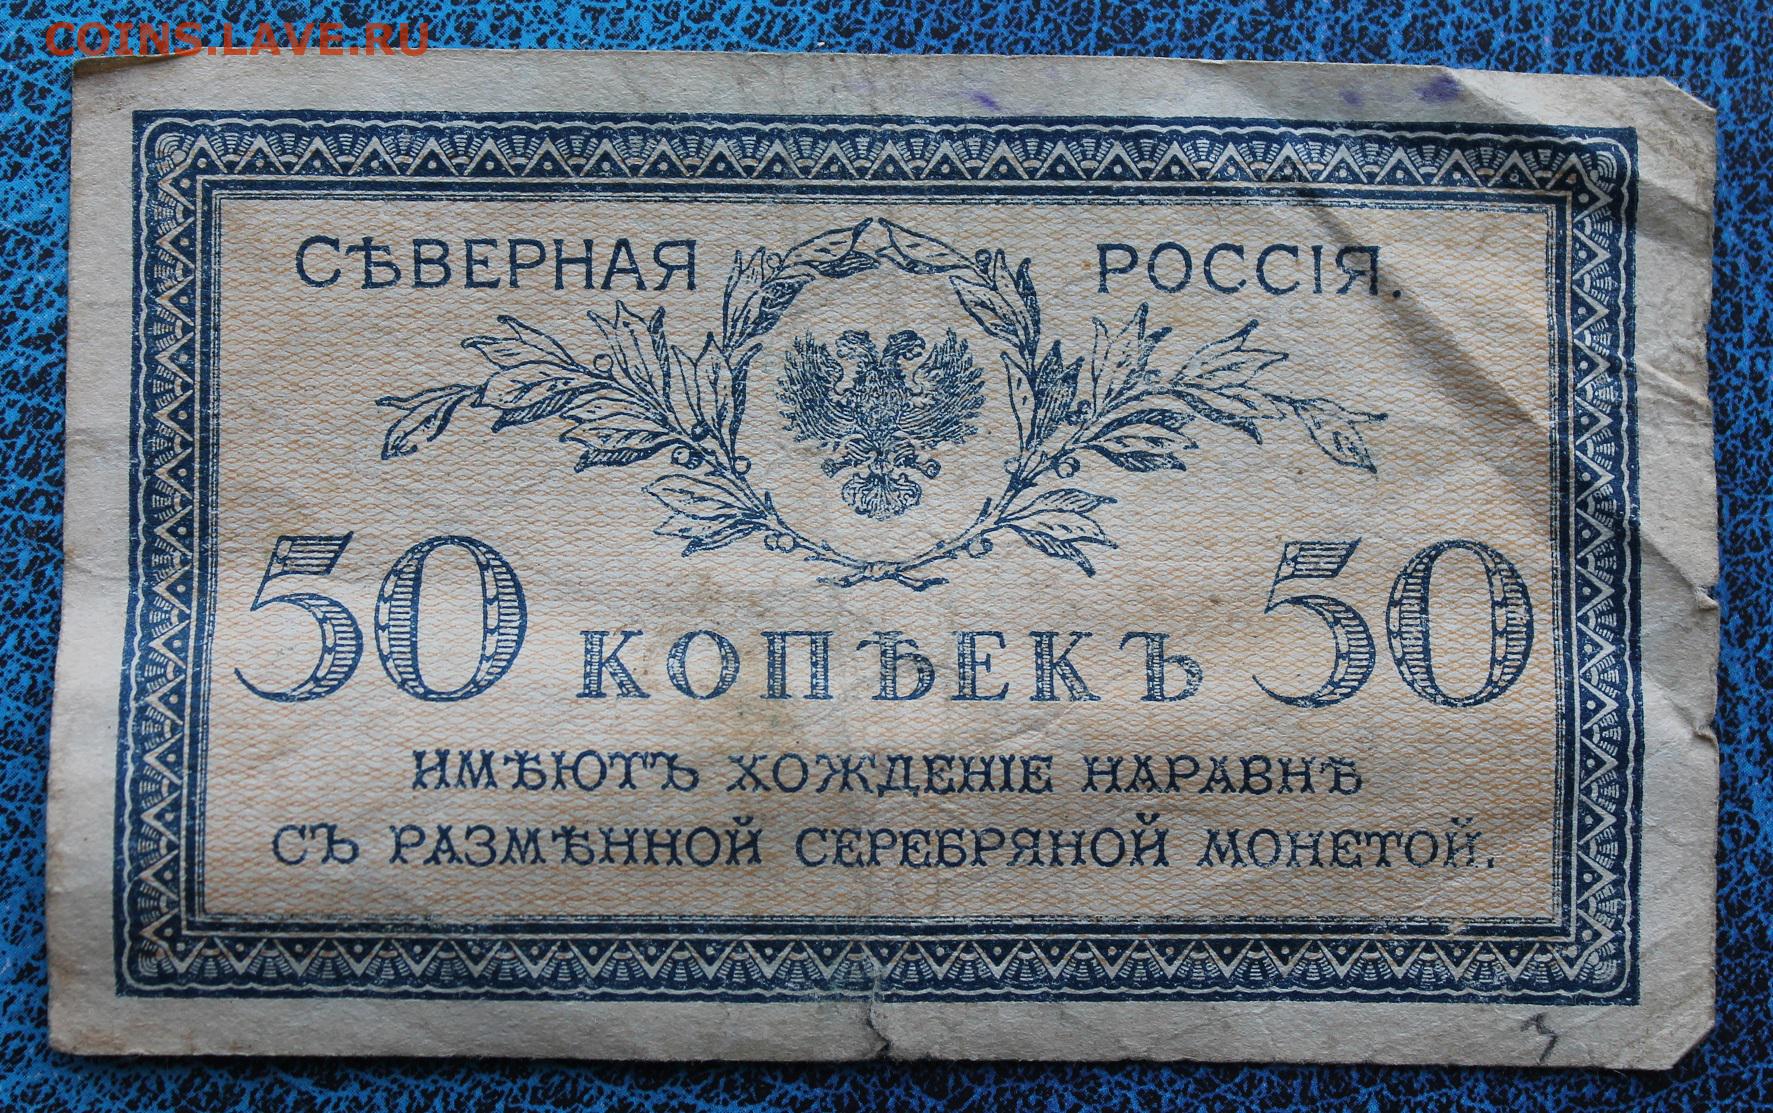 COINS.LAVE.RU
СѢВЕРНАЯ РОССІЯ.
50 КОПѢЕКЪ 50
ИМѢЮТЪ ХОЖДЕНІЕ НАРАВНѢ
СЪ РАЗМѢННОЙ СЕРЕБРЯНОЙ МОНЕТОЙ.